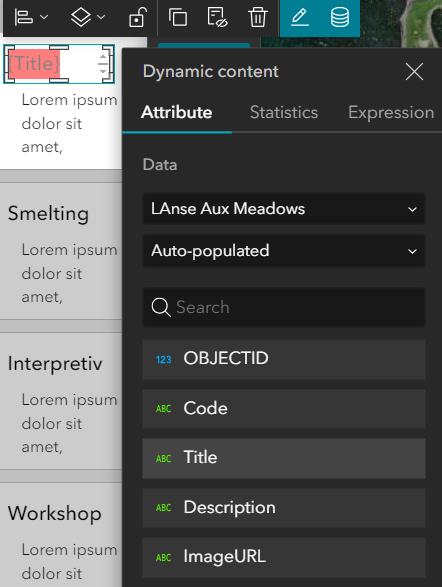 {Title}
Lorem ipsum
dolor sit
amet,
Smelting
Lorem ipsum
dolor sit
amet,
Interpretiv
Lorem ipsum
dolor sit
amet,
Workshop
Lorem ipsum
dolor sit
Dynamic content
Attribute
Statistics
Expression
Data
LAnse Aux Meadows
Auto-populated
Search
123 OBJECTID
ABC Code
ABC Title
ABC Description
ABC ImageURL